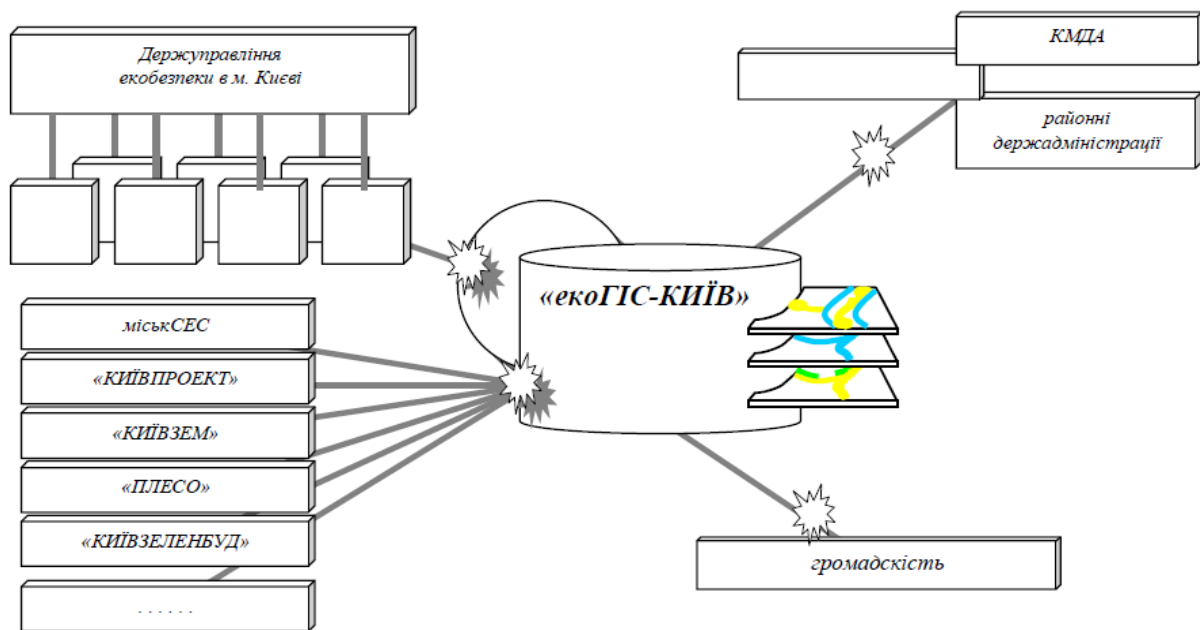 Держуправління
екобезпеки в м. Києві
КМДА
районні
держадміністрації
«екоГІС-КИЇВ»
міськСЕС
«КИЇВПРОЕКТ»
«КИЇВЗЕМ»
«ПЛЕСО»
«КИЇВЗЕЛЕНБУД»
. . . . . .
громадскість